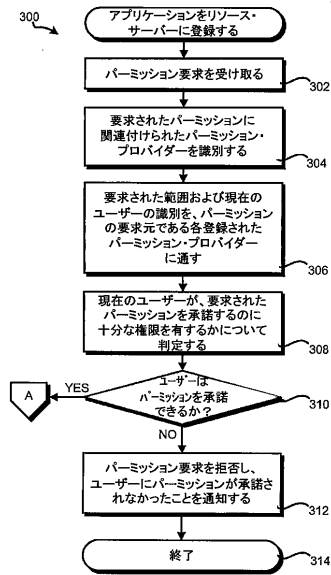 300
アプリケーションをリソース・
サーバーに登録する
パーミッション要求を受け取る
302
要求されたパーミッションに
関連付けられたパーミッション・
プロバイダーを識別する
304
要求された範囲および現在の
ユーザーの識別を、パーミッション
の要求元である各登録された
パーミッション・プロバイダー
に通す
306
現在のユーザーが、要求された
パーミッションを承諾するのに
十分な権限を有するかについて
判定する
308
ユーザーは
パーミッションを承諾
できるか？
310
YES
A
NO
パーミッション要求を拒否し、
ユーザーにパーミッションが承諾
されなかったことを通知する
312
終了
314